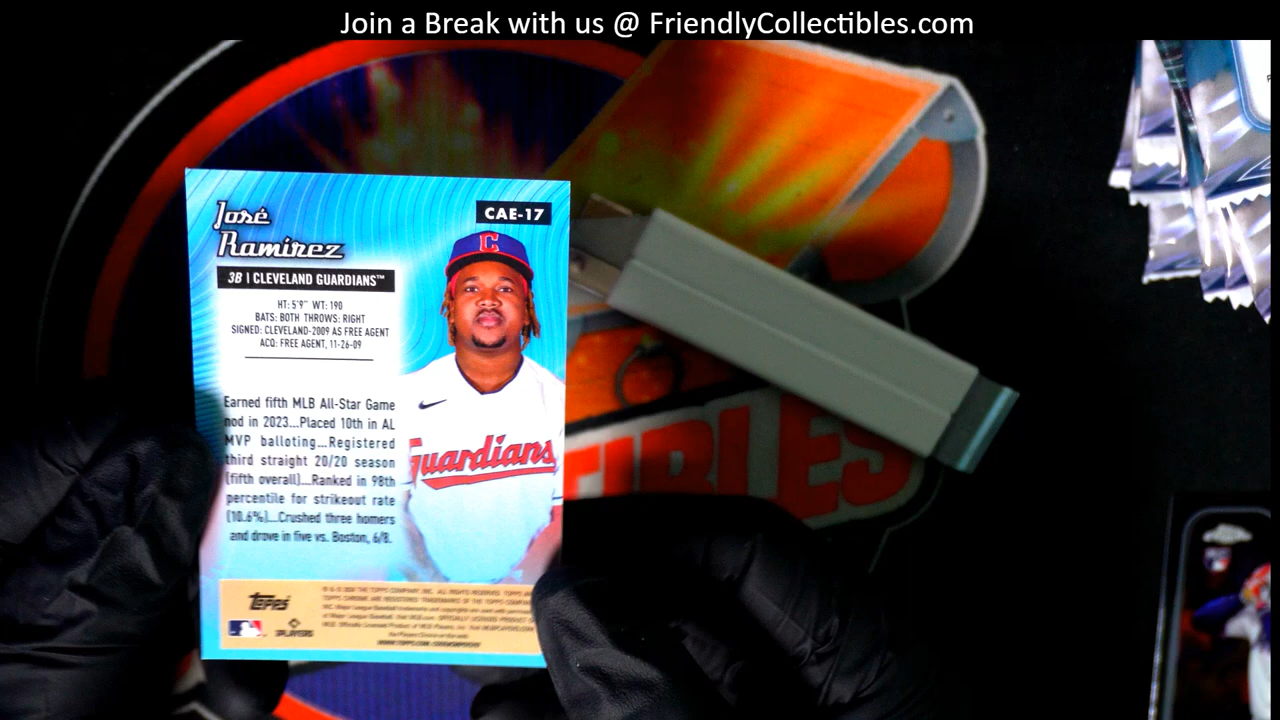 Join a Break with us @ FriendlyCollectibles.com
José
Ramírez
CAE-17
3B | CLEVELAND GUARDIANS™
HT: 5'9" WT: 190
BATS: BOTH THROWS: RIGHT
SIGNED: CLEVELAND-2009 AS FREE AGENT
ACQ: FREE AGENT, 11-26-09
Earned fifth MLB All-Star Game
nod in 2023...Placed 10th in AL
MVP balloting...Registered
third straight 20/20 season
(fifth overall)...Ranked in 98th
percentile for strikeout rate
(10.6%)...Crushed three homers
and drove in five vs. Boston, 6/8.
C
Guardians
Topps
PLAYERS
IBLES